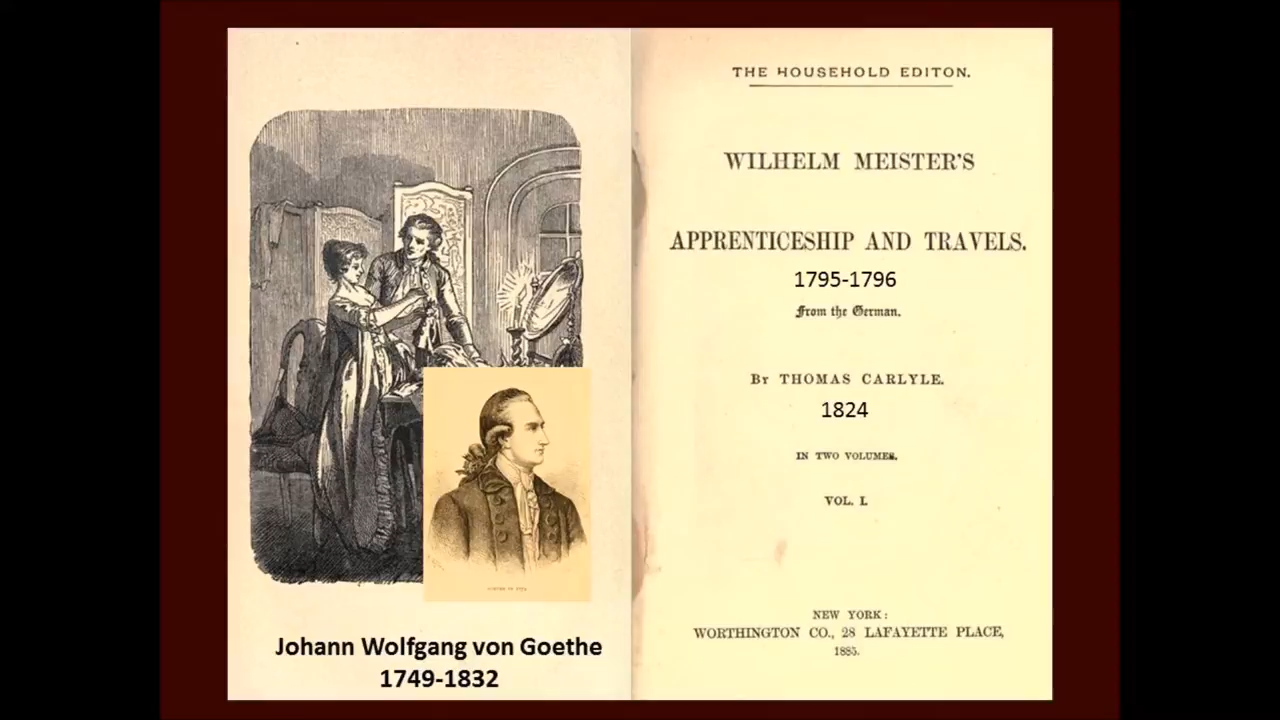 Johann Wolfgang von Goethe
1749-1832
THE HOUSEHOLD EDITON.
WILHELM MEISTER'S
APPRENTICESHIP AND TRAVELS.
1795-1796
From the German.
By THOMAS CARLYLE.
1824
IN TWO VOLUMES.
VOL. I.
NEW YORK:
WORTHINGTON CO., 28 LAFAYETTE PLACE,
1885.